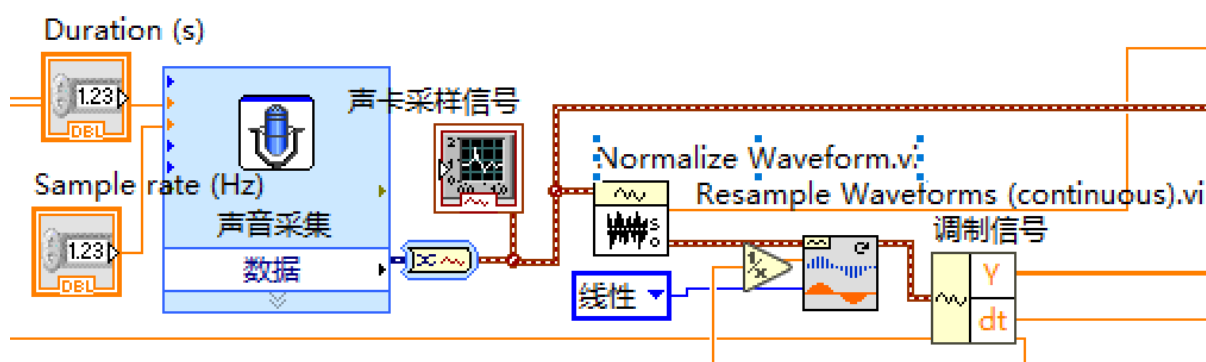 Duration (s)
1.23
DBL
声卡采样信号
Normalize Waveform.vi
Sample rate (Hz)
Resample Waveforms (continuous).vi
声音采集
调制信号
1.23
DBL
数据
1/x
线性
Y
dt